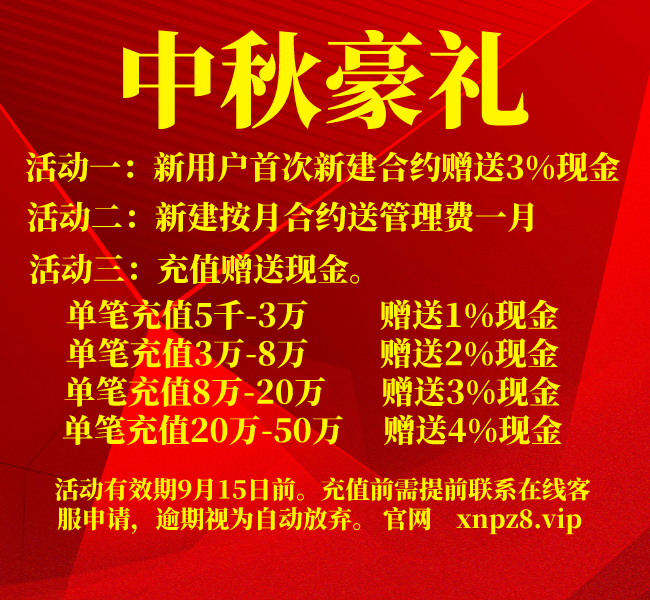 中秋豪礼
活动一：新用户首次新建合约赠送3%现金
活动二：新建按月合约送管理费一月
活动三：充值赠送现金。
单笔充值5千-3万 赠送1%现金
单笔充值3万-8万 赠送2%现金
单笔充值8万-20万 赠送3%现金
单笔充值20万-50万 赠送4%现金
活动有效期9月15日前。充值前需提前联系在线客
服申请，逾期视为自动放弃。 官网 xnpz8.vip